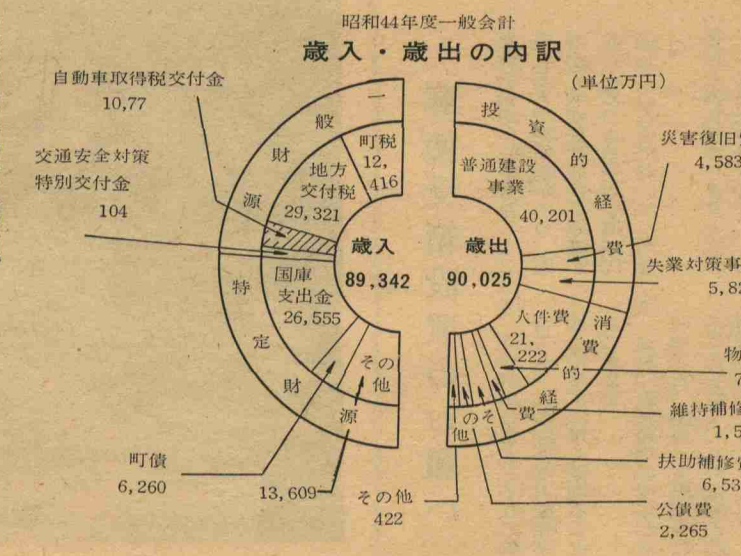 昭和44年度一般会計
歳入・歳出の内訳
(単位万円)
自動車取得税交付金
10,77
交通安全対策
特別交付金
104
一般財源
町税
12,
416
地方
交付税
29,321
歳入
89,342
国庫
支出金
26,555
特定財源
その
他
町債
6,260
13,609
投資的経費
普通建設
事業
40,201
災害復旧
4,583
歳出
90,025
失業対策事
5,82
人件費
21,
222
消費的経費
物
7
維持補修
1,5
扶助補修費
6,53
その他
公債費
2,265
その他
422